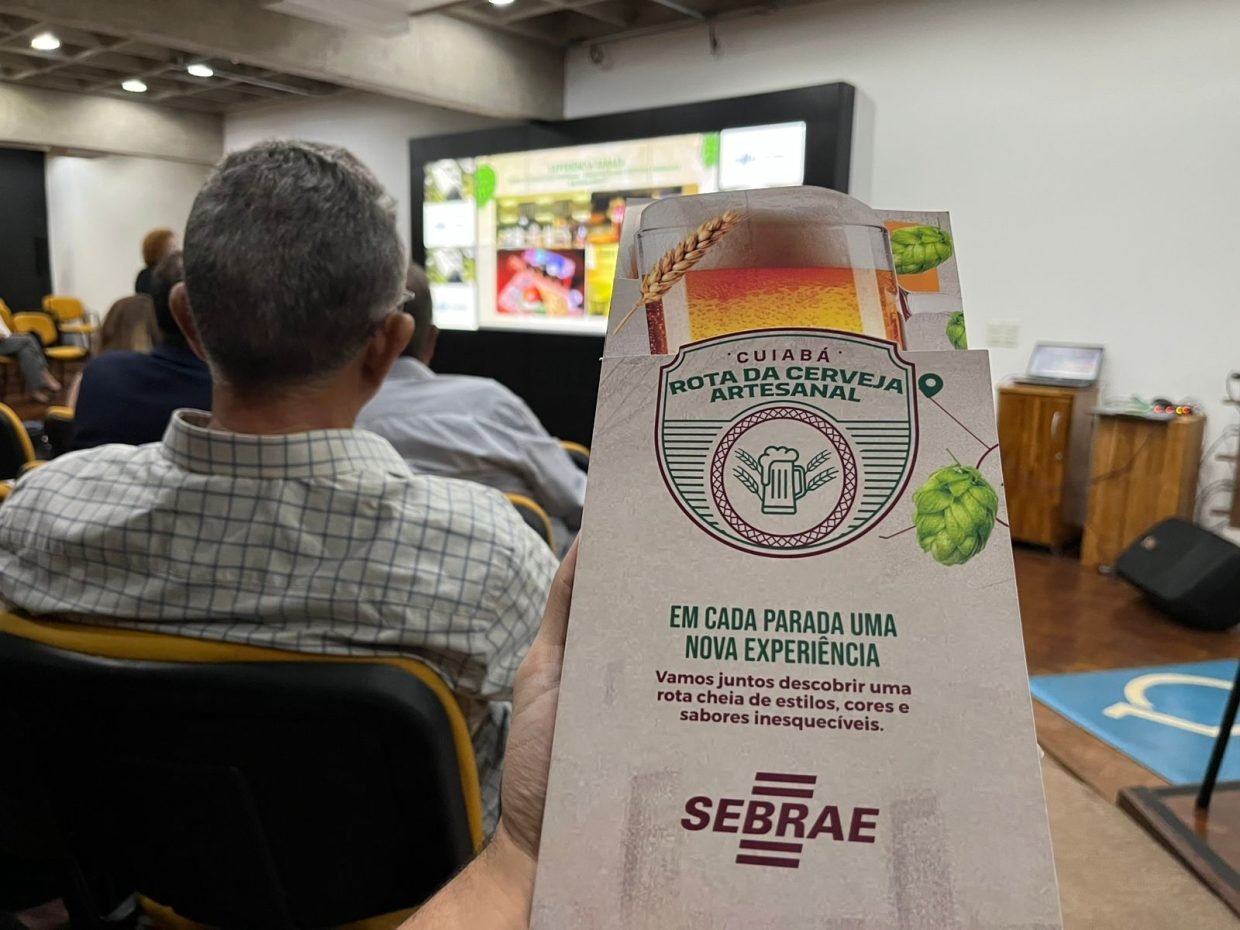 · CUIABÁ ·
ROTA DA CERVEJA
ARTESANAL
EM CADA PARADA UMA
NOVA EXPERIÊNCIA
Vamos juntos descobrir uma
rota cheia de estilos, cores e
sabores inesquecíveis.
SEBRAE